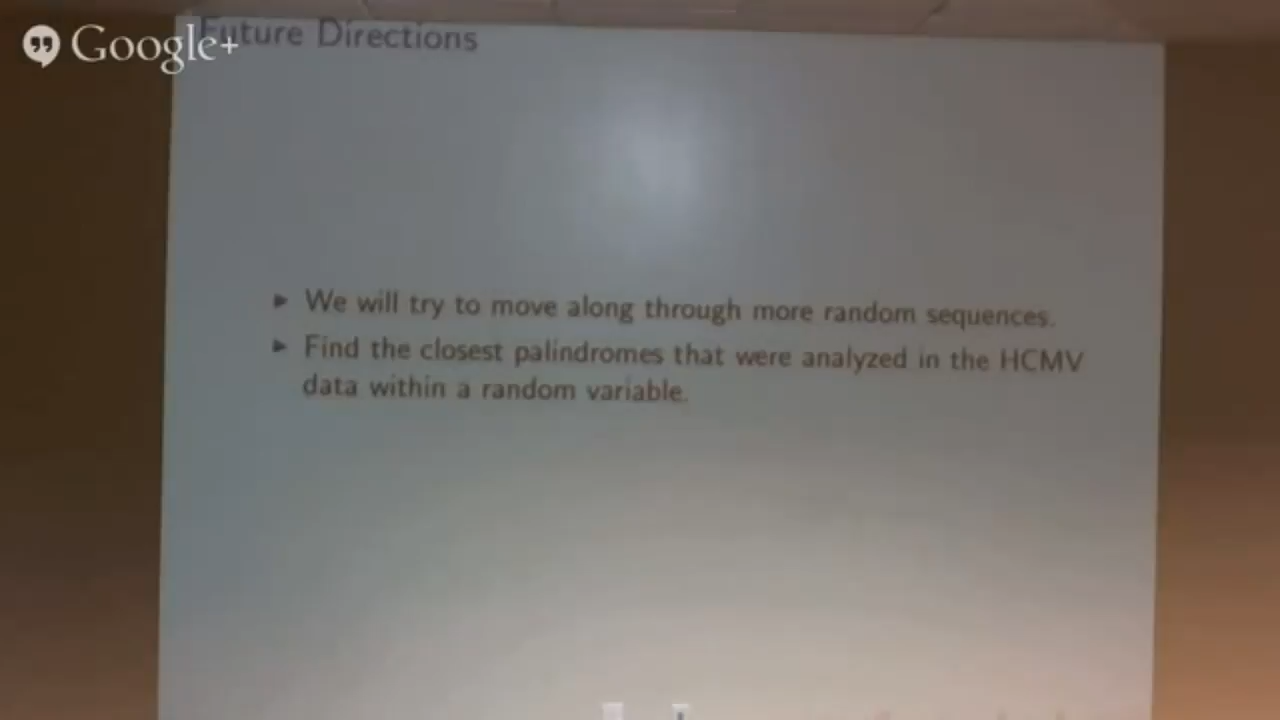 Google+
Future Directions
► We will try to move along through more random sequences.
► Find the closest palindromes that were analyzed in the HCMV
data within a random variable.